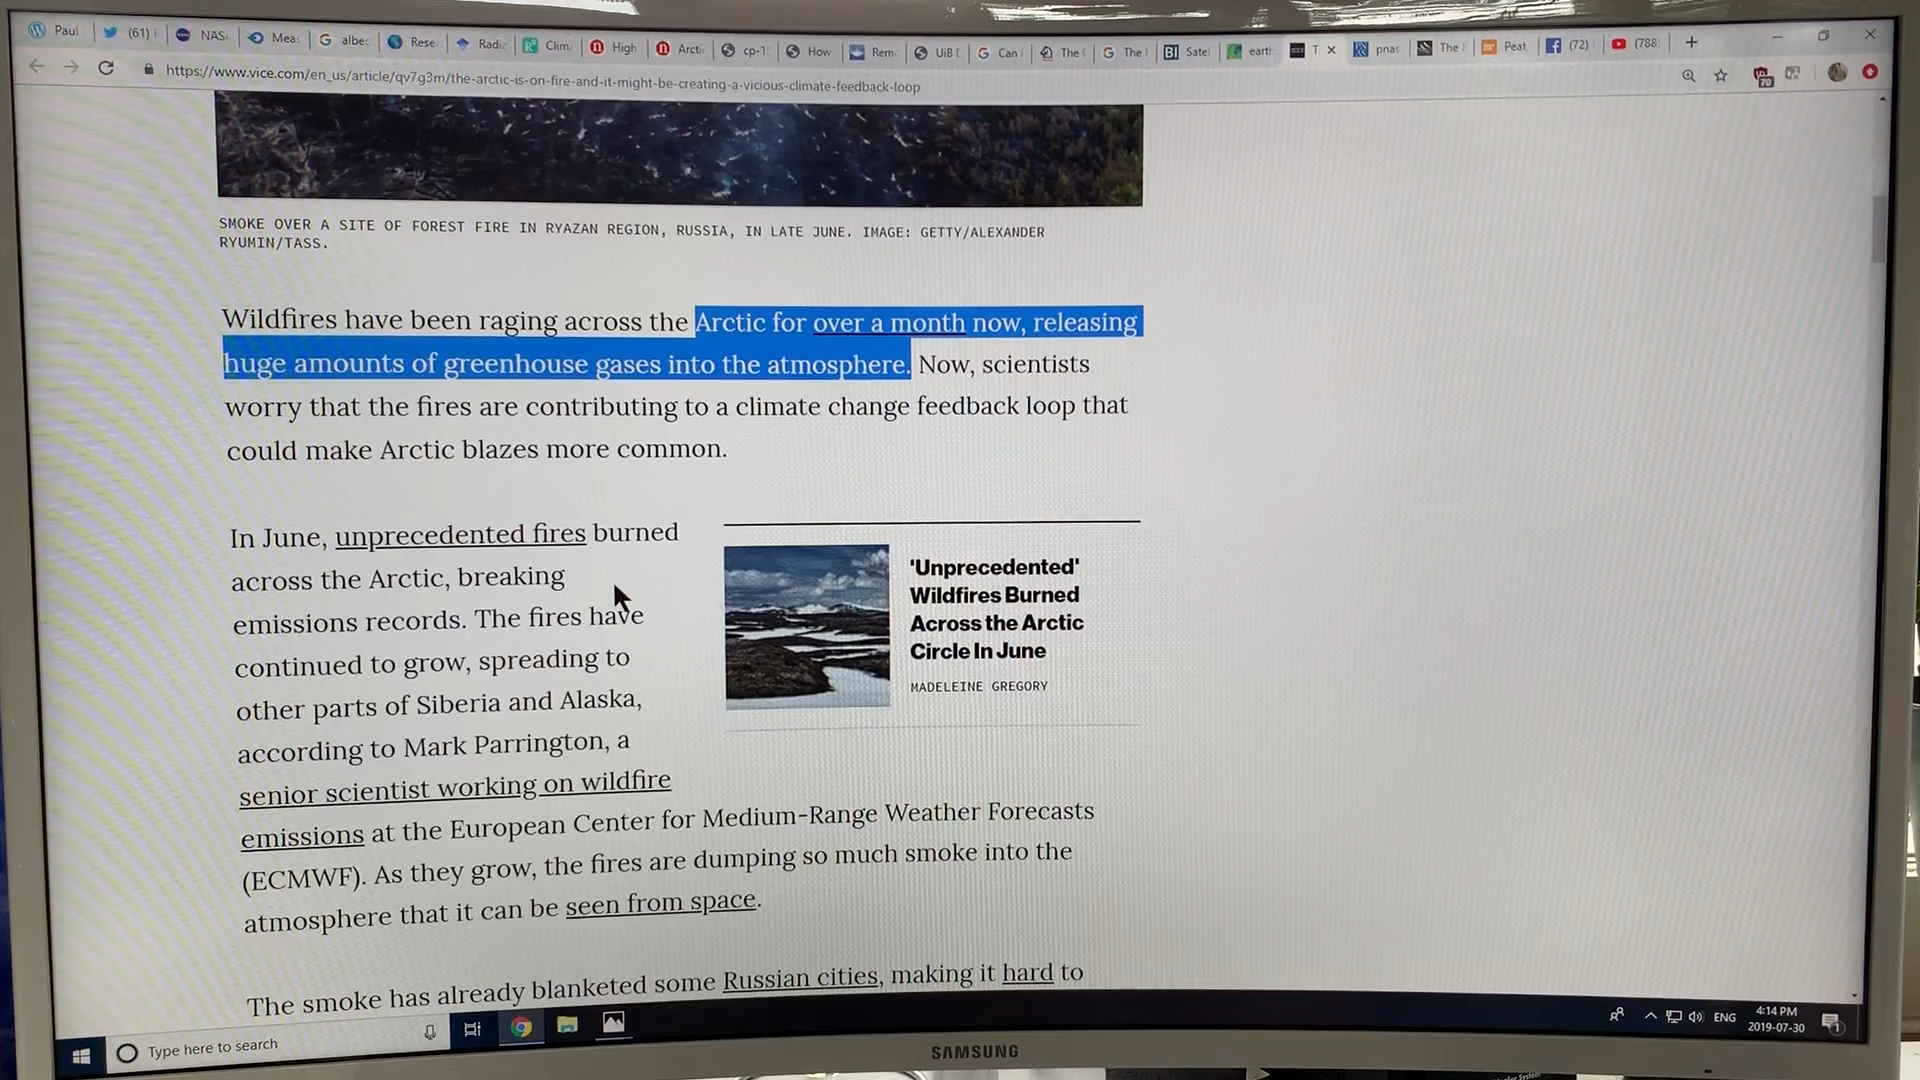 Paul (61) NAS Mea: albe Rese Radi: Clim High Arcti cp-1: How Rem UiB Can The The Sate earth T pnas The Peat (72) (788:
https://www.vice.com/en_us/article/qv7g3m/the-arctic-is-on-fire-and-it-might-be-creating-a-vicious-climate-feedback-loop
70
SMOKE OVER A SITE OF FOREST FIRE IN RYAZAN REGION, RUSSIA, IN LATE JUNE. IMAGE: GETTY/ALEXANDER
RYUMIN/TASS.
Wildfires have been raging across the Arctic for over a month now, releasing
huge amounts of greenhouse gases into the atmosphere. Now, scientists
worry that the fires are contributing to a climate change feedback loop that
could make Arctic blazes more common.
In June, unprecedented fires burned
across the Arctic, breaking
emissions records. The fires have
continued to grow, spreading to
other parts of Siberia and Alaska,
according to Mark Parrington, a
senior scientist working on wildfire
emissions at the European Center for Medium-Range Weather Forecasts
(ECMWF). As they grow, the fires are dumping so much smoke into the
atmosphere that it can be seen from space.
'Unprecedented'
Wildfires Burned
Across the Arctic
Circle In June
MADELEINE GREGORY
The smoke has already blanketed some Russian cities, making it hard to
Type here to search
ENG
4:14 PM
2019-07-30
1
SAMSUNG